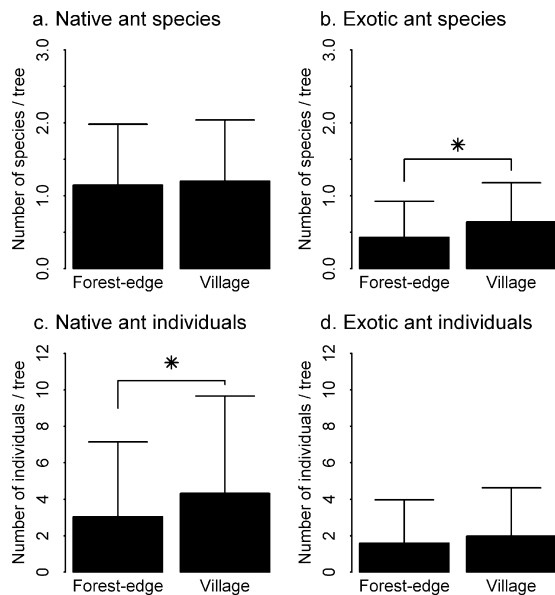 a. Native ant species
b. Exotic ant species
Number of species / tree
3.0
2.0
1.0
0.0
Forest-edge
Village
Number of species / tree
3.0
2.0
1.0
0.0
*
Forest-edge
Village
c. Native ant individuals
d. Exotic ant individuals
Number of individuals / tree
12
10
8
6
4
2
0
*
Forest-edge
Village
Number of individuals / tree
12
10
8
6
4
2
0
Forest-edge
Village